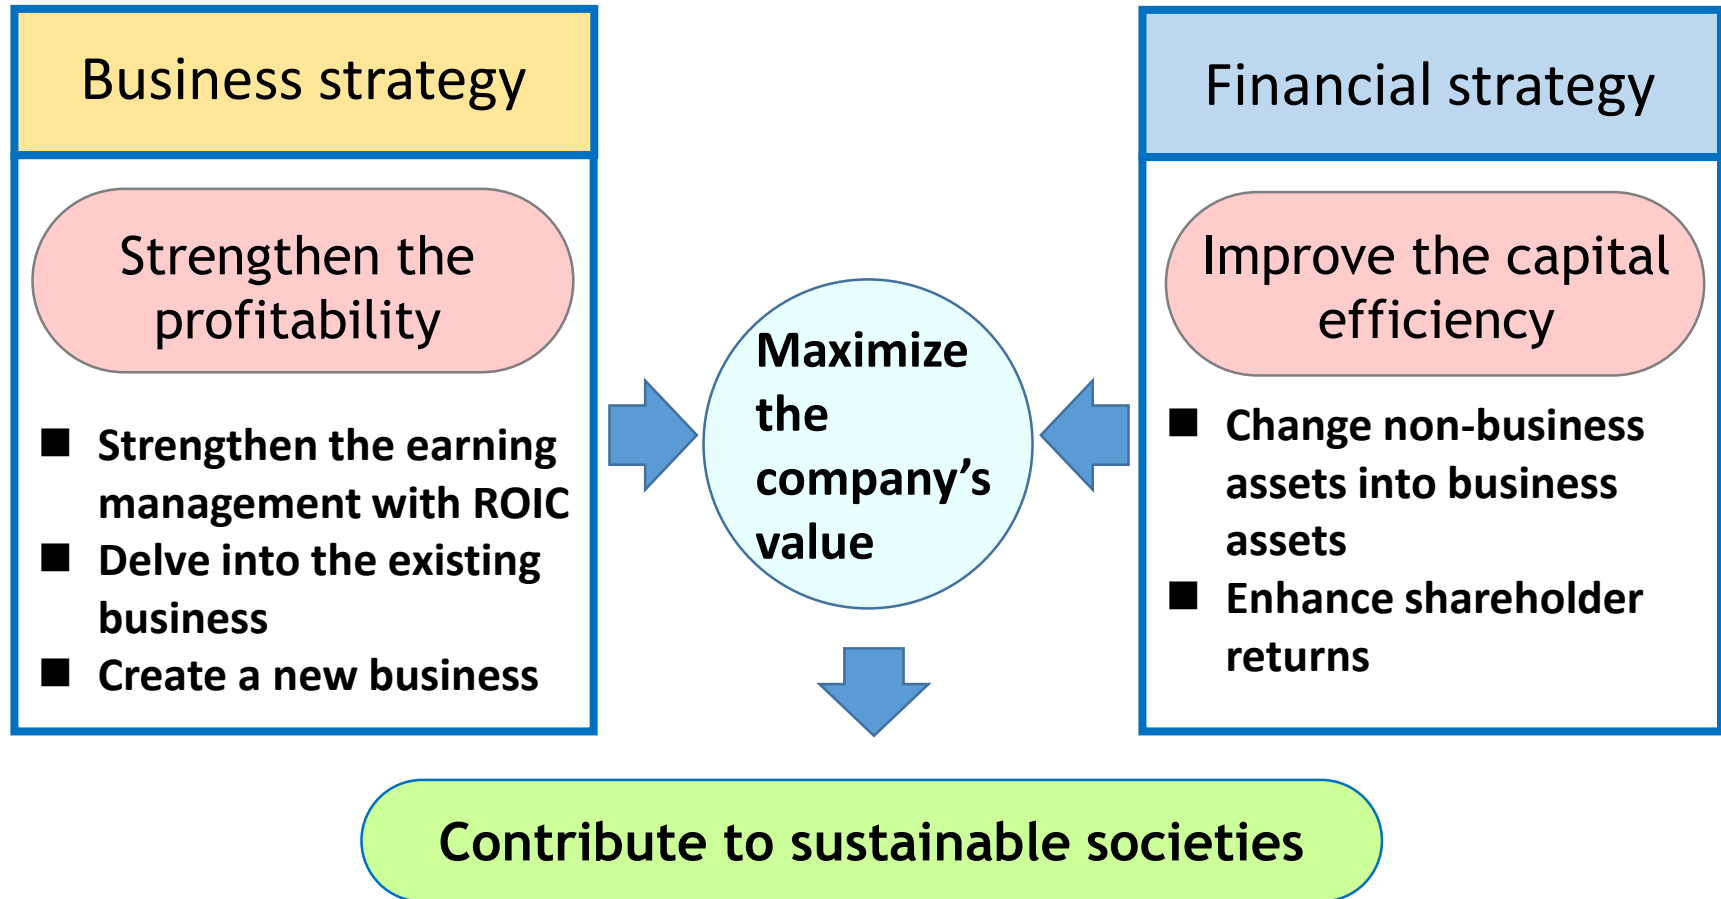 Business strategy
Strengthen the
profitability
■ Strengthen the earning
management with ROIC
■ Delve into the existing
business
■ Create a new business
Maximize
the
company’s
value
Financial strategy
Improve the capital
efficiency
■ Change non-business
assets into business
assets
■ Enhance shareholder
returns
Contribute to sustainable societies